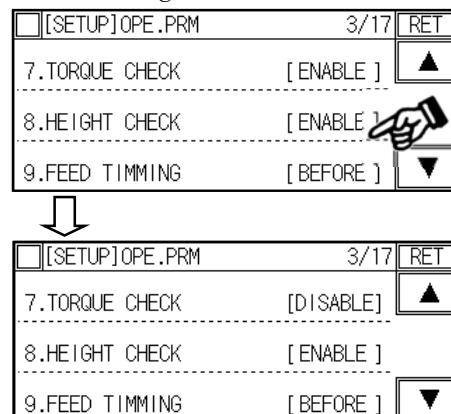 [SETUP]OPE.PRM 3/17 RET
7.TORQUE CHECK [ ENABLE ]
8.HEIGHT CHECK [ ENABLE ]
9.FEED TIMMING [ BEFORE ]
[SETUP]OPE.PRM 3/17 RET
7.TORQUE CHECK [DISABLE]
8.HEIGHT CHECK [ ENABLE ]
9.FEED TIMMING [ BEFORE ]